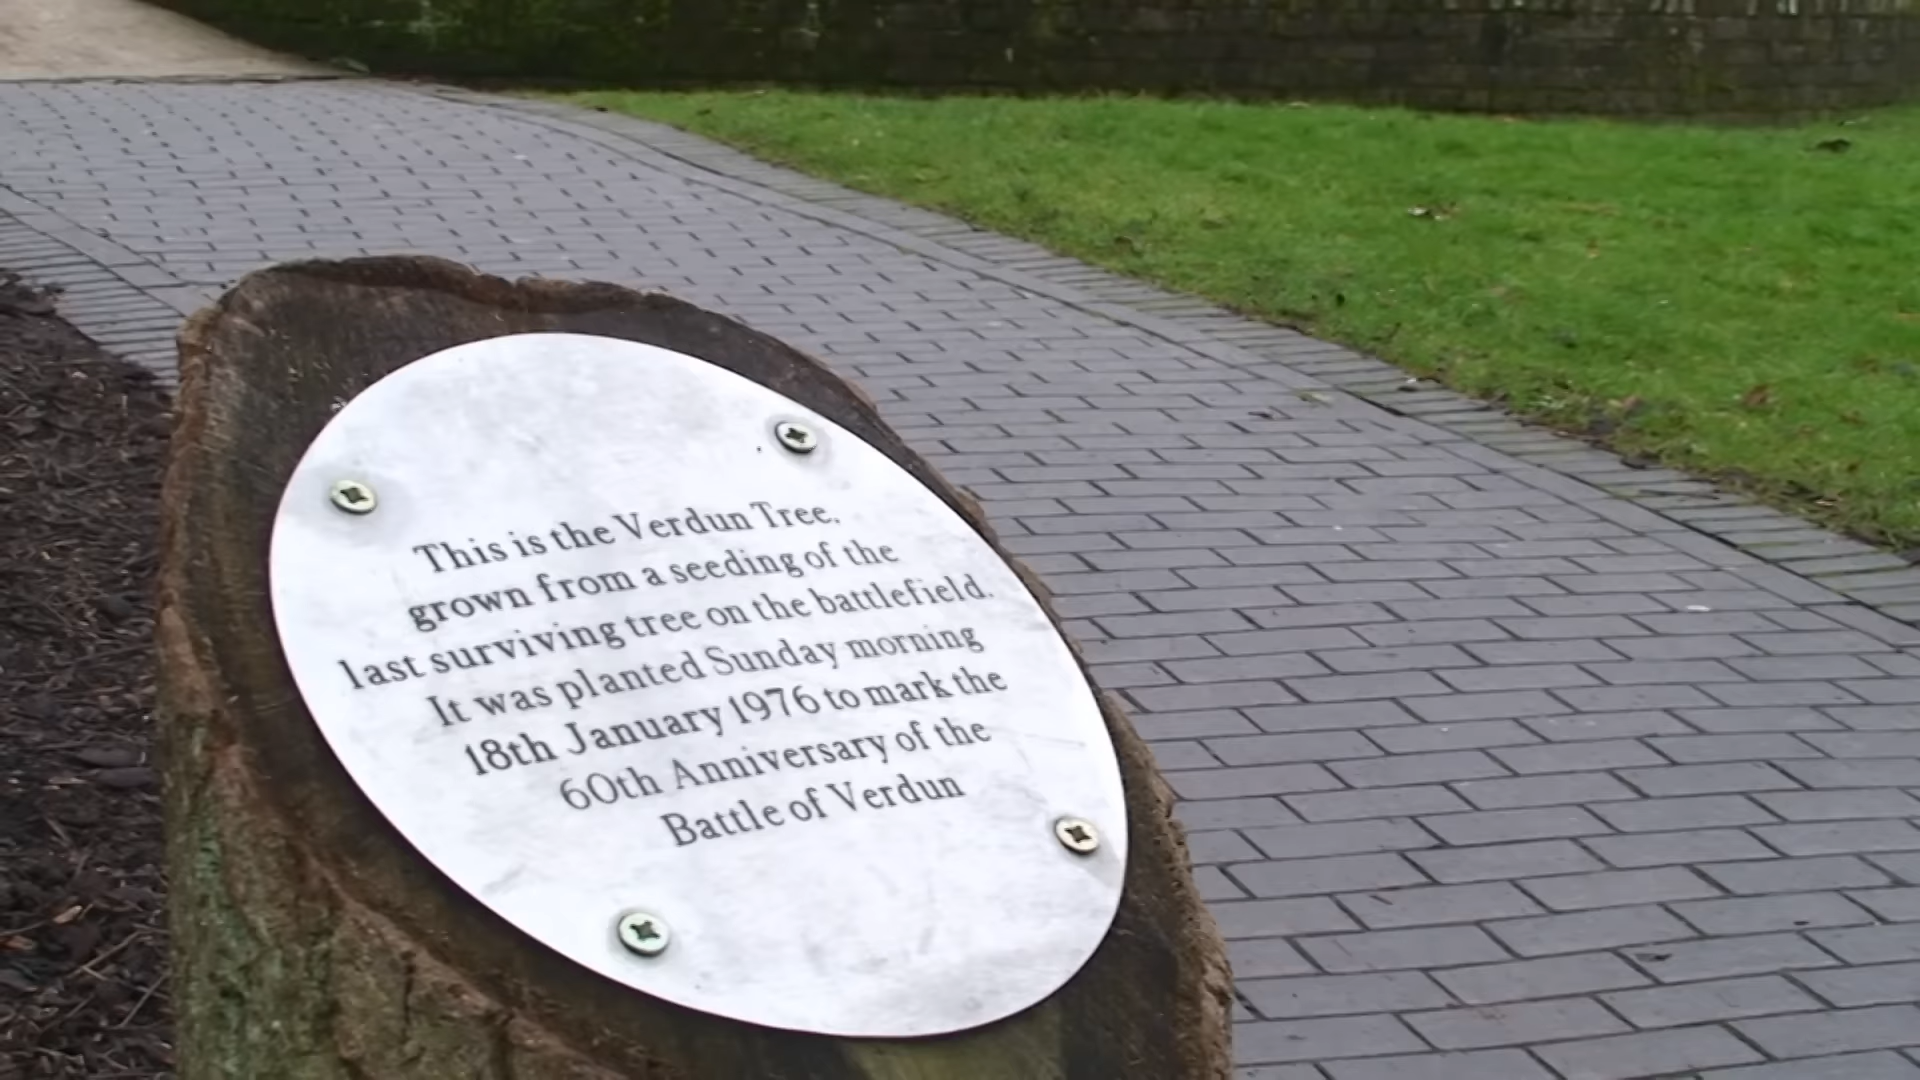 This is the Verdun Tree,
grown from a seeding of the
last surviving tree on the battlefield.
It was planted Sunday morning
18th January 1976 to mark the
60th Anniversary of the
Battle of Verdun